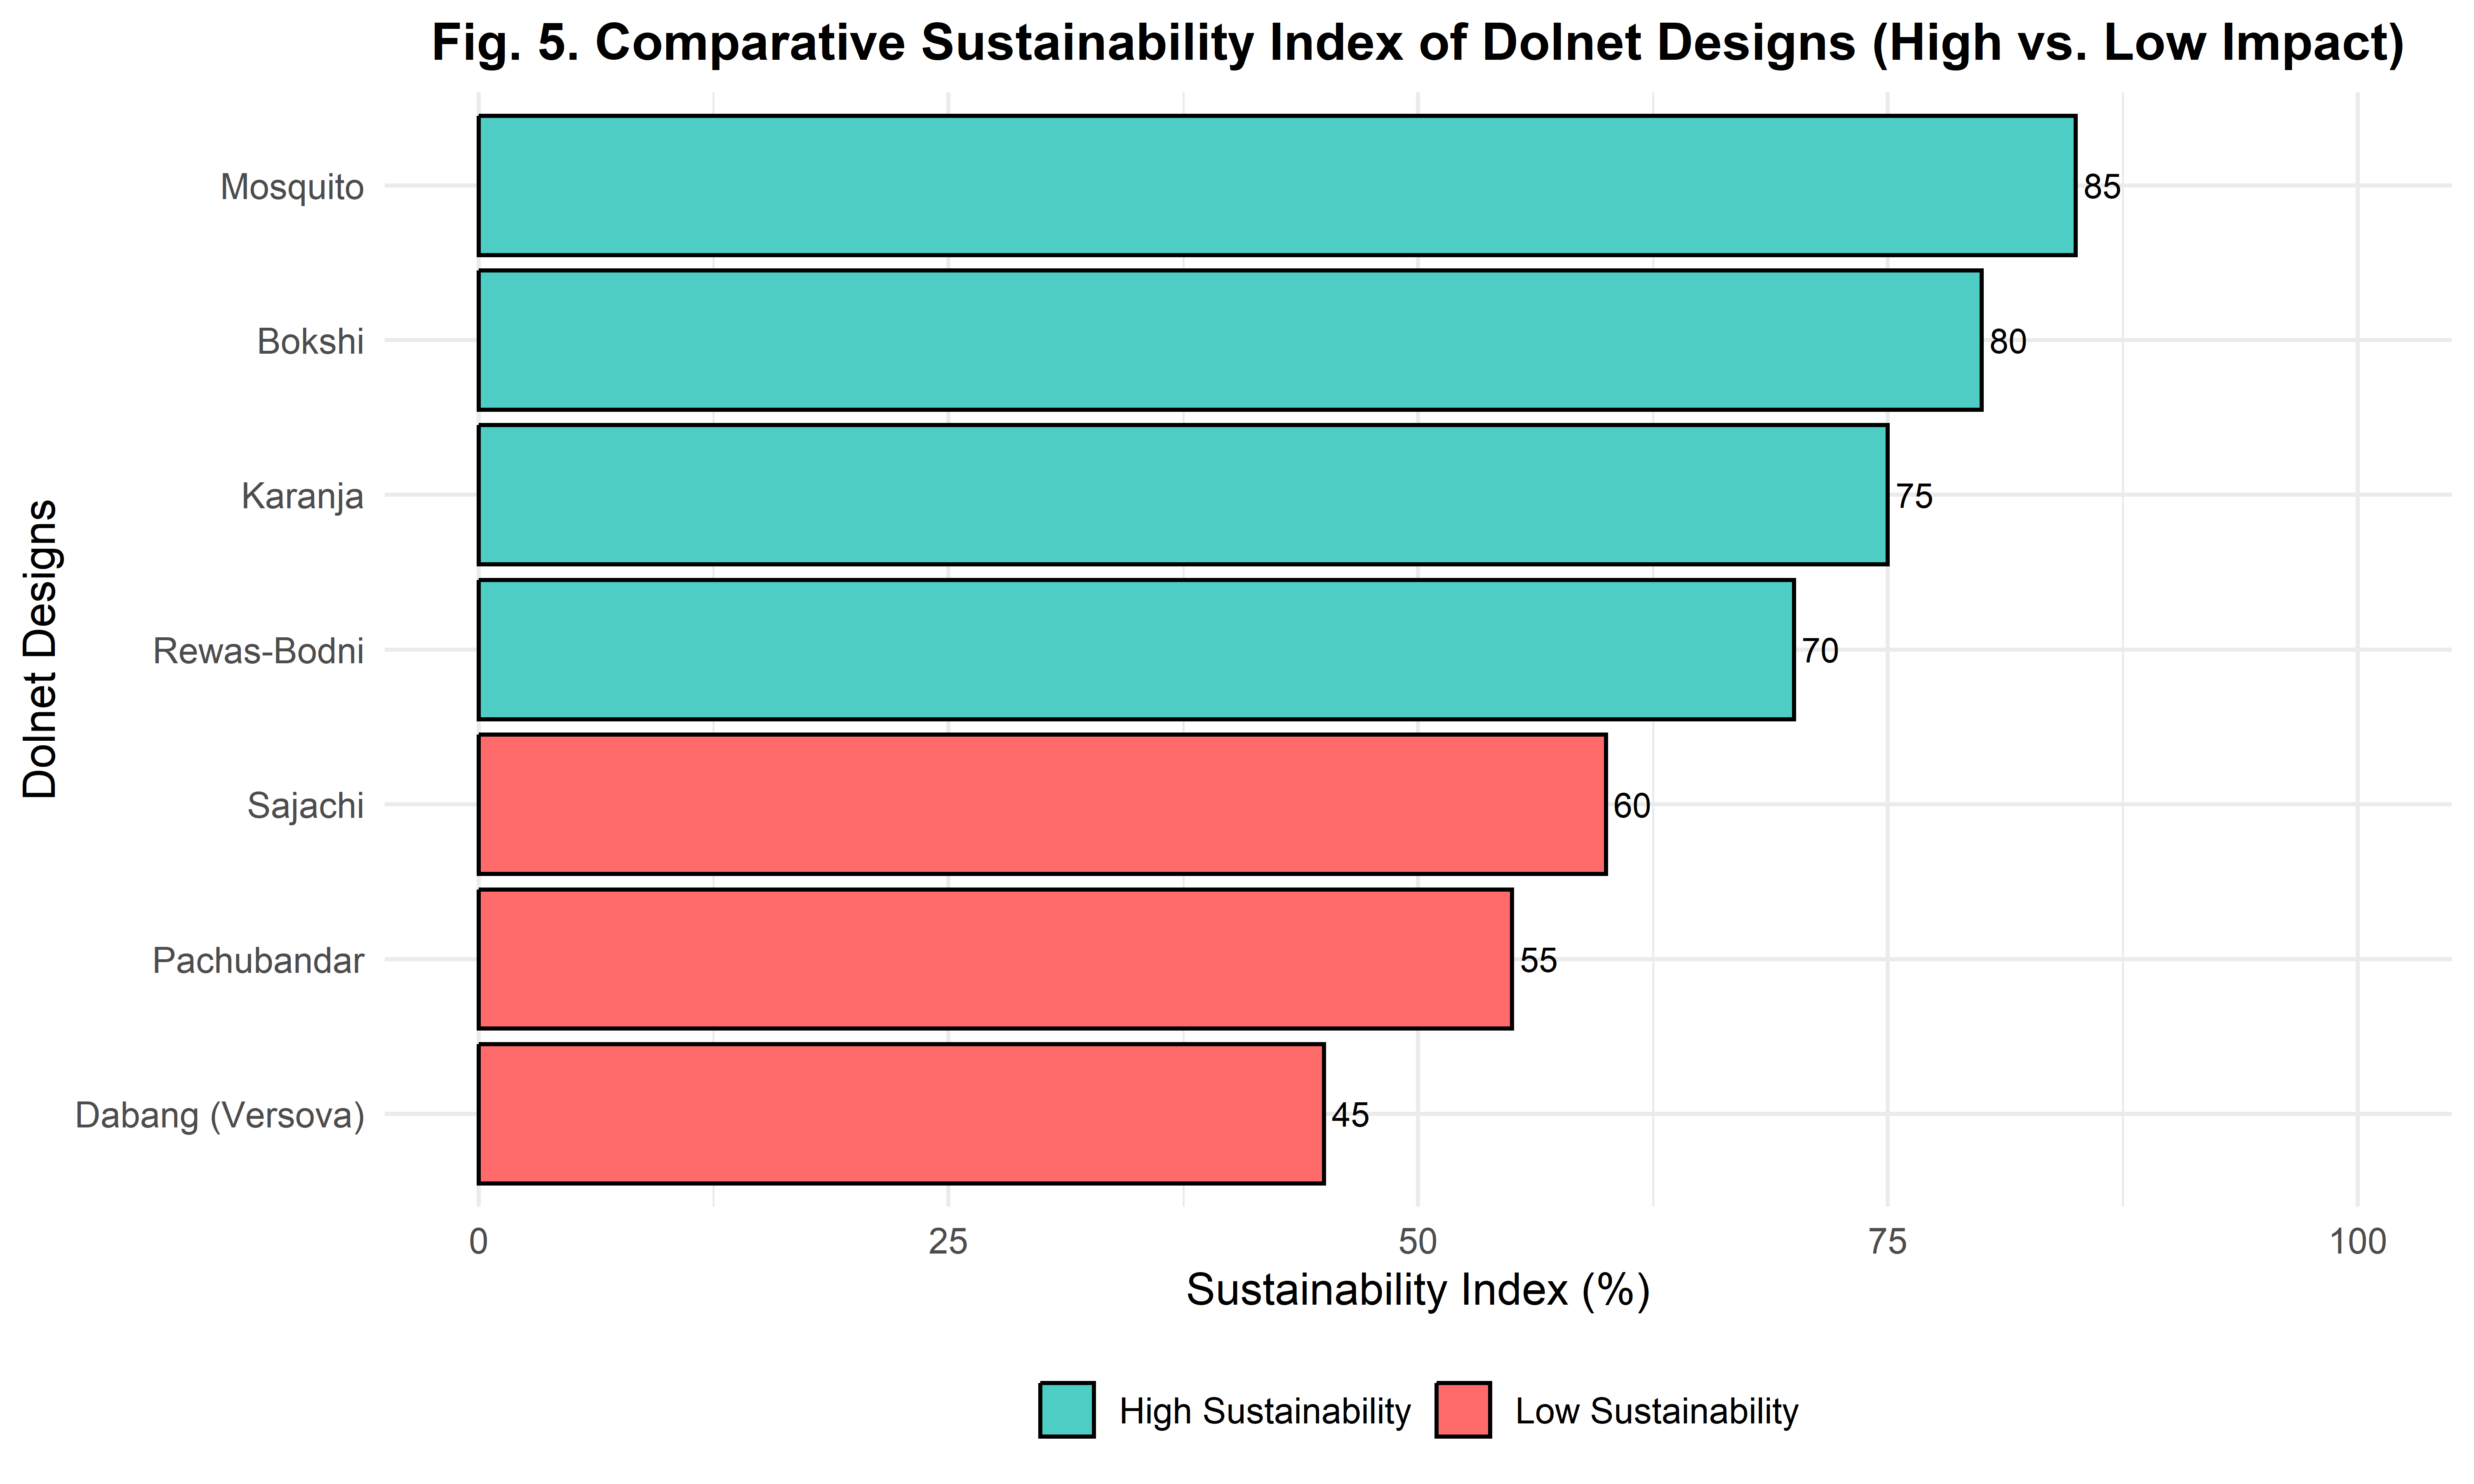 Fig. 5. Comparative Sustainability Index of Dolnet Designs (High vs. Low Impact)
Dolnet Designs
Mosquito
85
Bokshi
80
Karanja
75
Rewas-Bodni
70
Sajachi
60
Pachubandar
55
Dabang (Versova)
45
0 25 50 75 100
Sustainability Index (%)
High Sustainability Low Sustainability